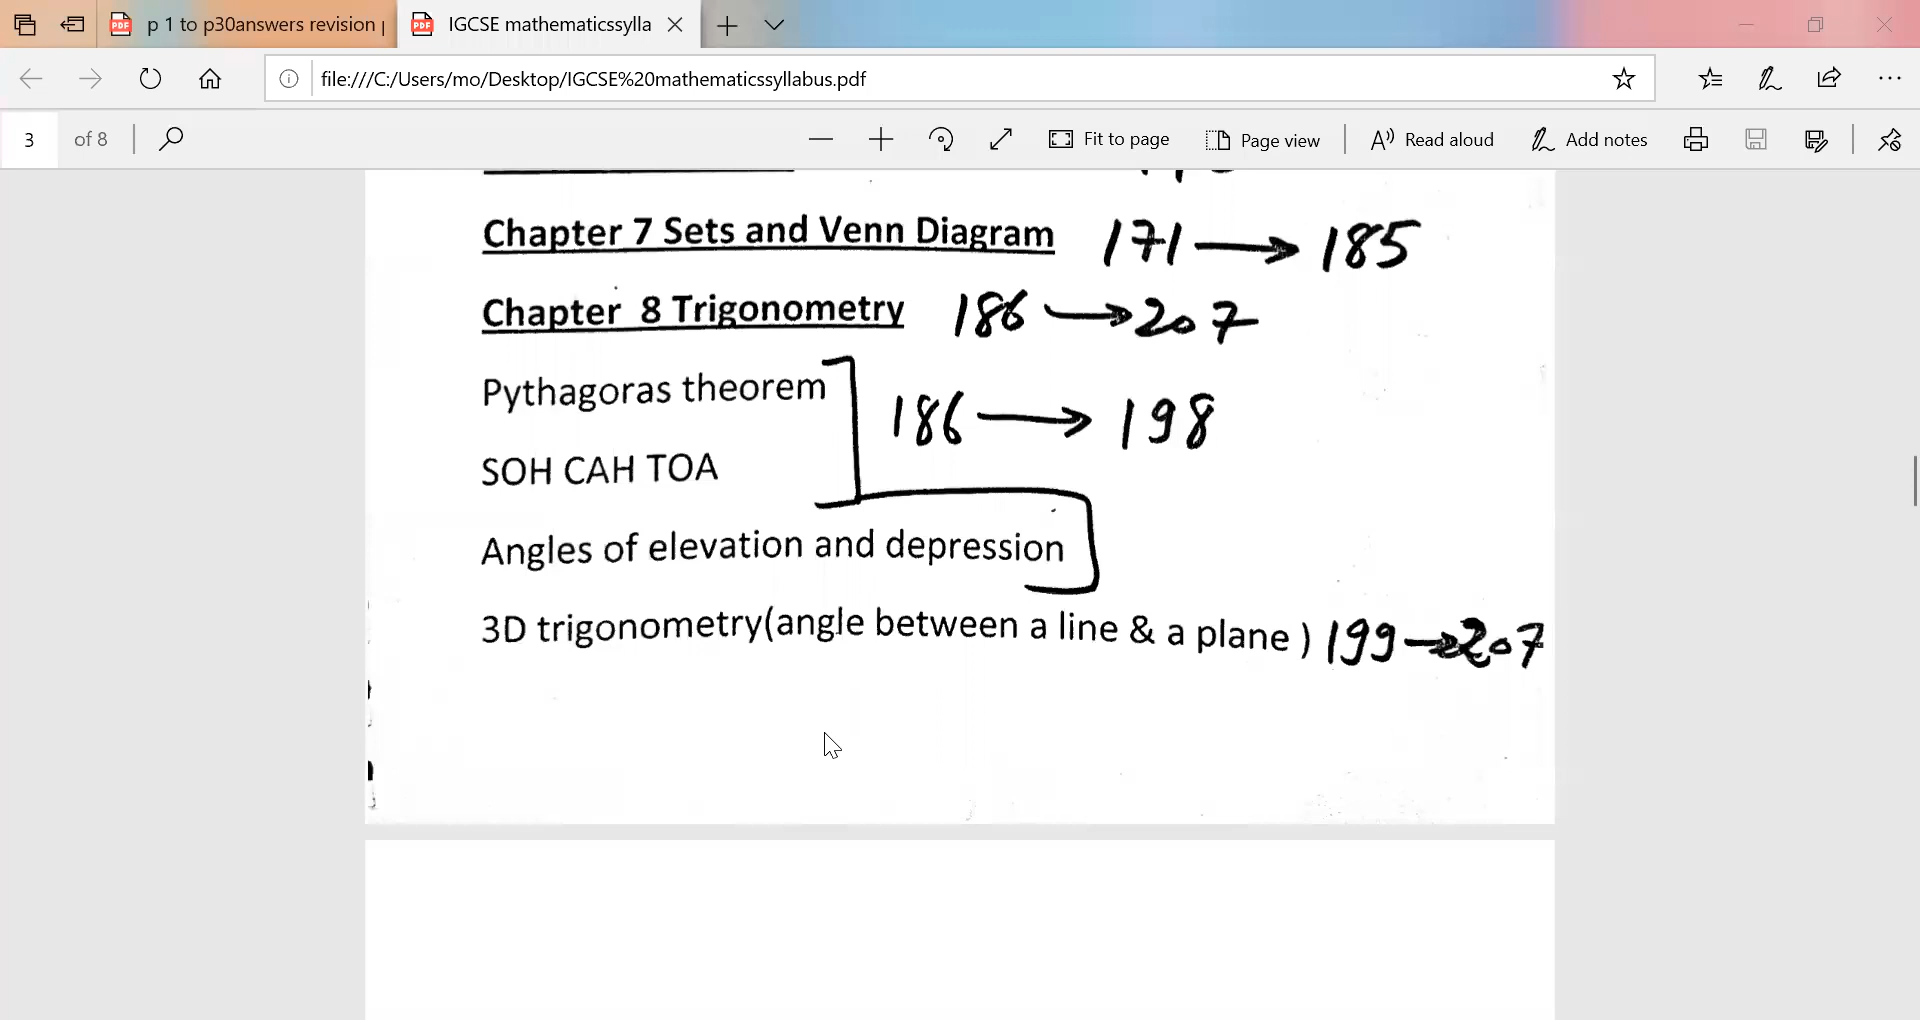 p 1 to p30answers revision p
IGCSE mathematicssylla
file:///C:/Users/mo/Desktop/IGCSE%20mathematicssyllabus.pdf
3 of 8 Fit to page Page view Read aloud Add notes
Chapter 7 Sets and Venn Diagram 171 → 185
Chapter 8 Trigonometry 186 → 207
Pythagoras theorem
186 → 198
SOH CAH TOA
Angles of elevation and depression
3D trigonometry(angle between a line & a plane ) 199 → 207